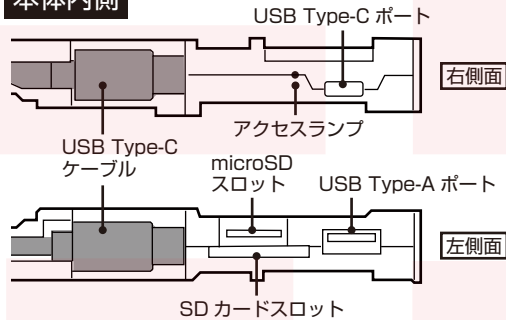 本体内側
USB Type-C ポート
右側面
アクセスランプ
USB Type-C
ケーブル
microSD
スロット
USB Type-A ポート
左側面
SD カードスロット